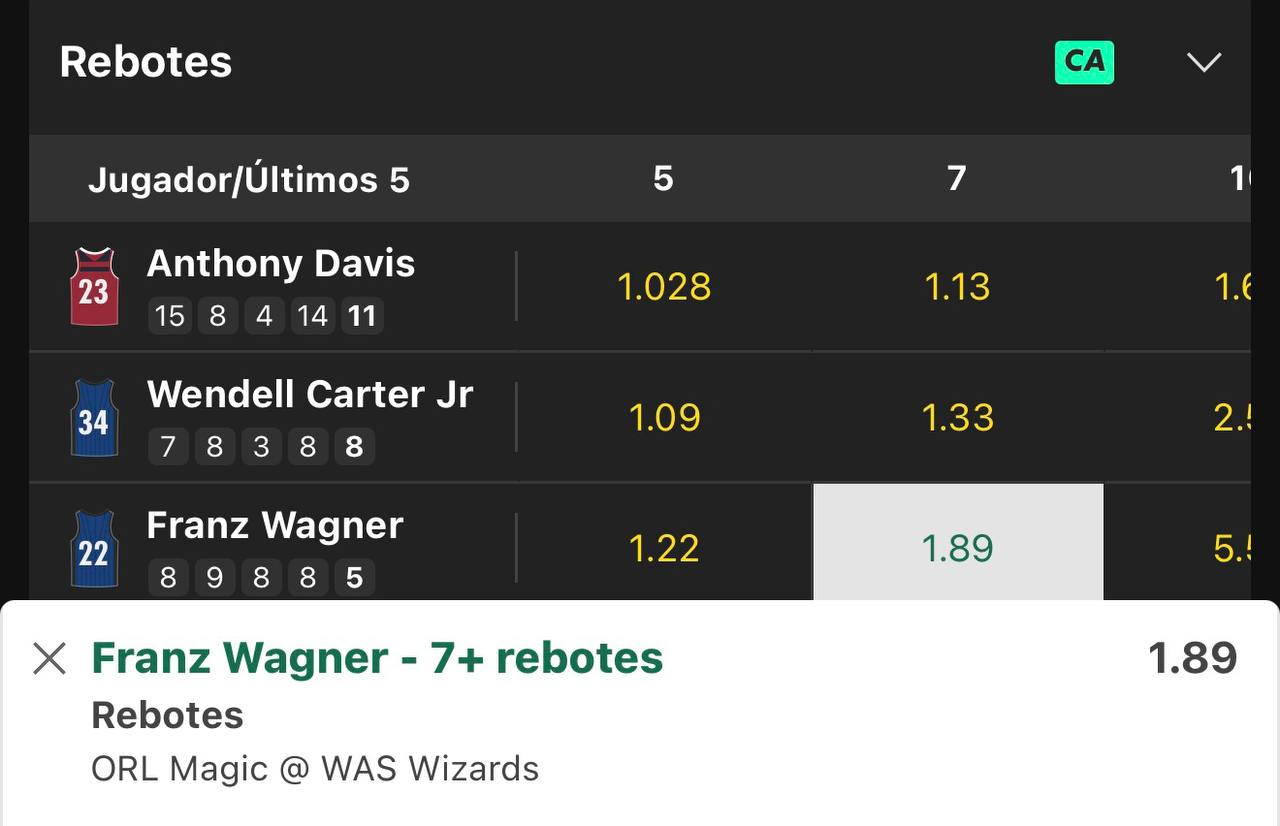 Rebotes CA
Jugador/Últimos 5 5 7
23 Anthony Davis 1.028 1.13
15 8 4 14 11
34 Wendell Carter Jr 1.09 1.33
7 8 3 8 8
22 Franz Wagner 1.22 1.89
8 9 8 8 5
Franz Wagner - 7+ rebotes 1.89
Rebotes
ORL Magic @ WAS Wizards